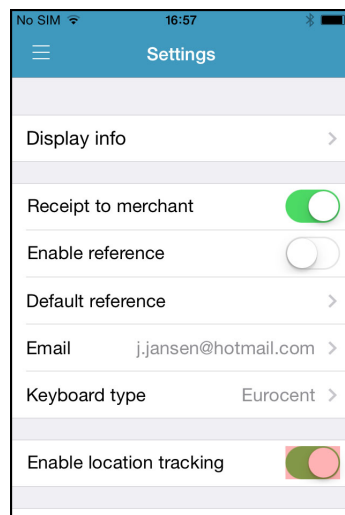 No SIM 16:57
Settings
Display info
Receipt to merchant
Enable reference
Default reference
Email j.jansen@hotmail.com
Keyboard type Eurocent
Enable location tracking